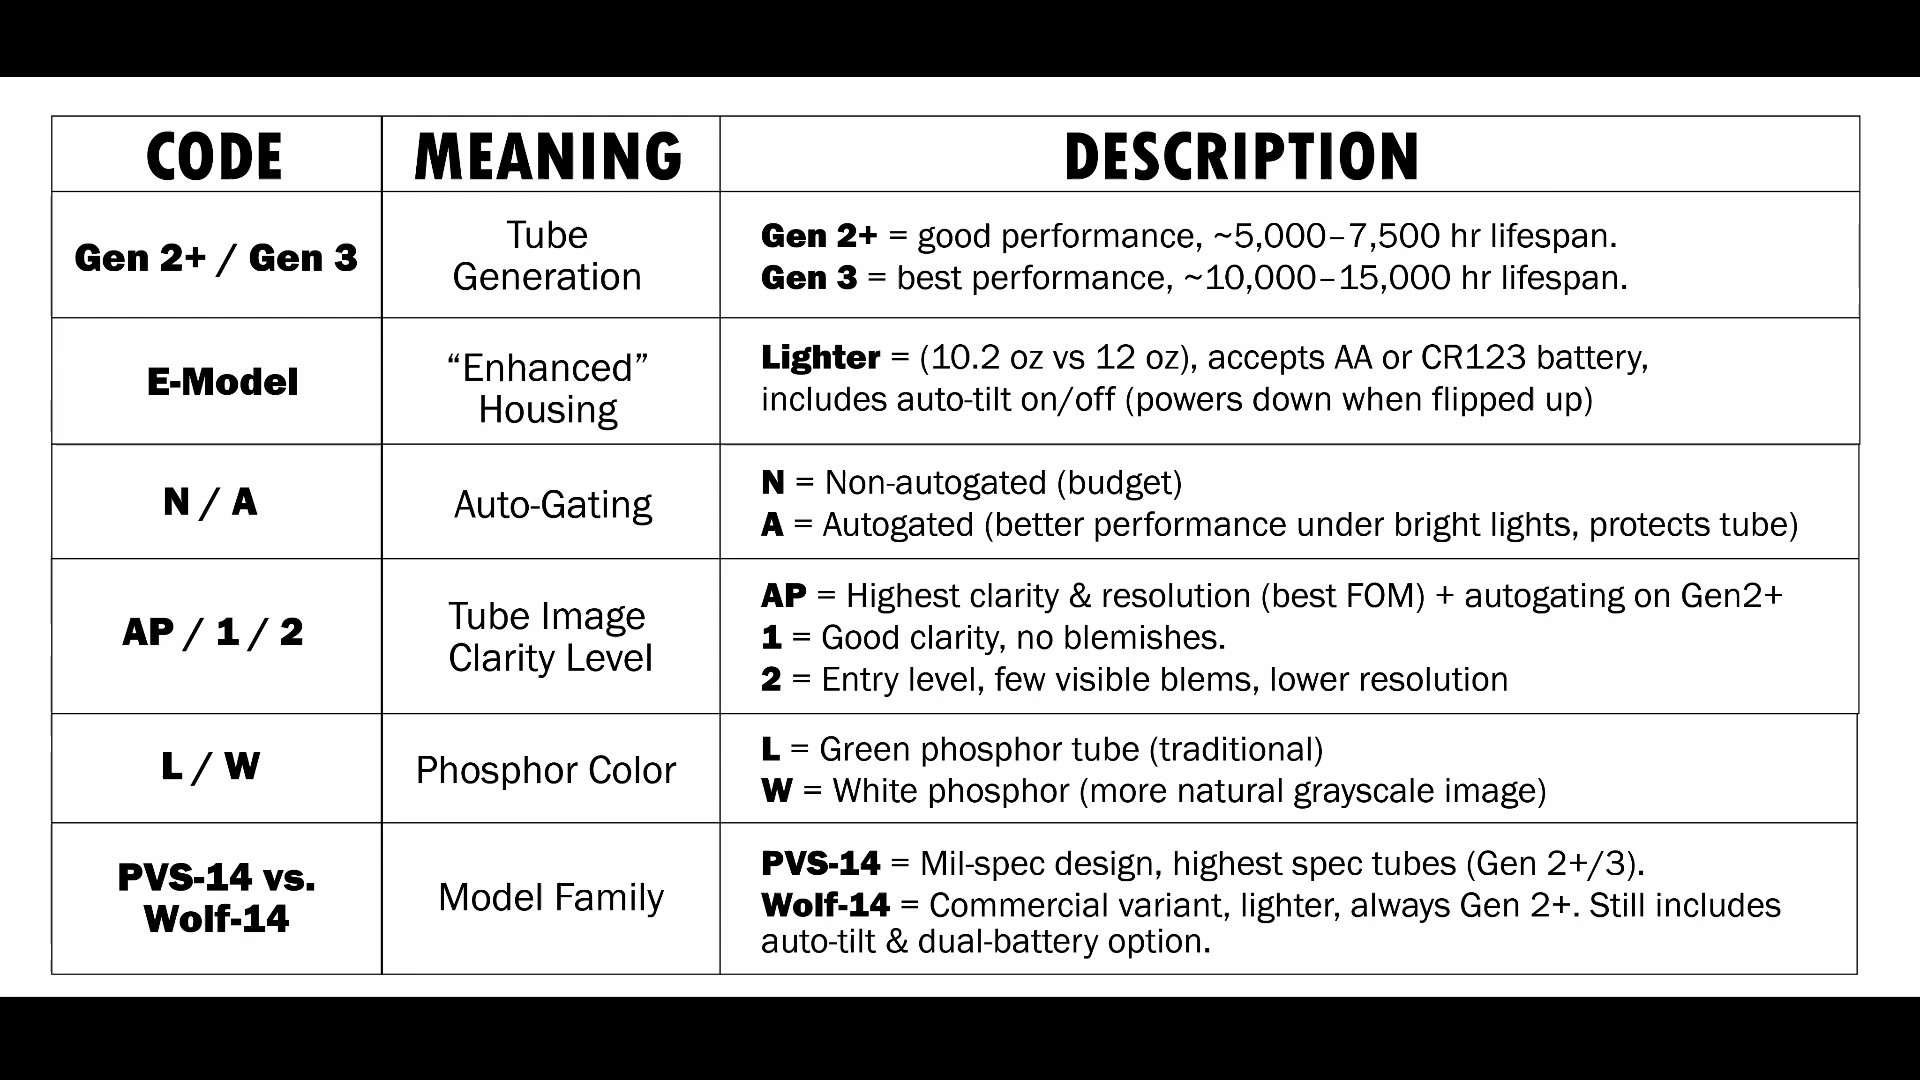 CODE MEANING DESCRIPTION
Gen 2+ / Gen 3
Tube
Generation
Gen 2+ = good performance, ~5,000–7,500 hr lifespan.
Gen 3 = best performance, ~10,000–15,000 hr lifespan.
E-Model
“Enhanced”
Housing
Lighter = (10.2 oz vs 12 oz), accepts AA or CR123 battery,
includes auto-tilt on/off (powers down when flipped up)
N / A
Auto-Gating
N = Non-autogated (budget)
A = Autogated (better performance under bright lights, protects tube)
AP / 1 / 2
Tube Image
Clarity Level
AP = Highest clarity & resolution (best FOM) + autogating on Gen2+
1 = Good clarity, no blemishes.
2 = Entry level, few visible blems, lower resolution
L / W
Phosphor Color
L = Green phosphor tube (traditional)
W = White phosphor (more natural grayscale image)
PVS-14 vs.
Wolf-14
Model Family
PVS-14 = Mil-spec design, highest spec tubes (Gen 2+/3).
Wolf-14 = Commercial variant, lighter, always Gen 2+. Still includes
auto-tilt & dual-battery option.